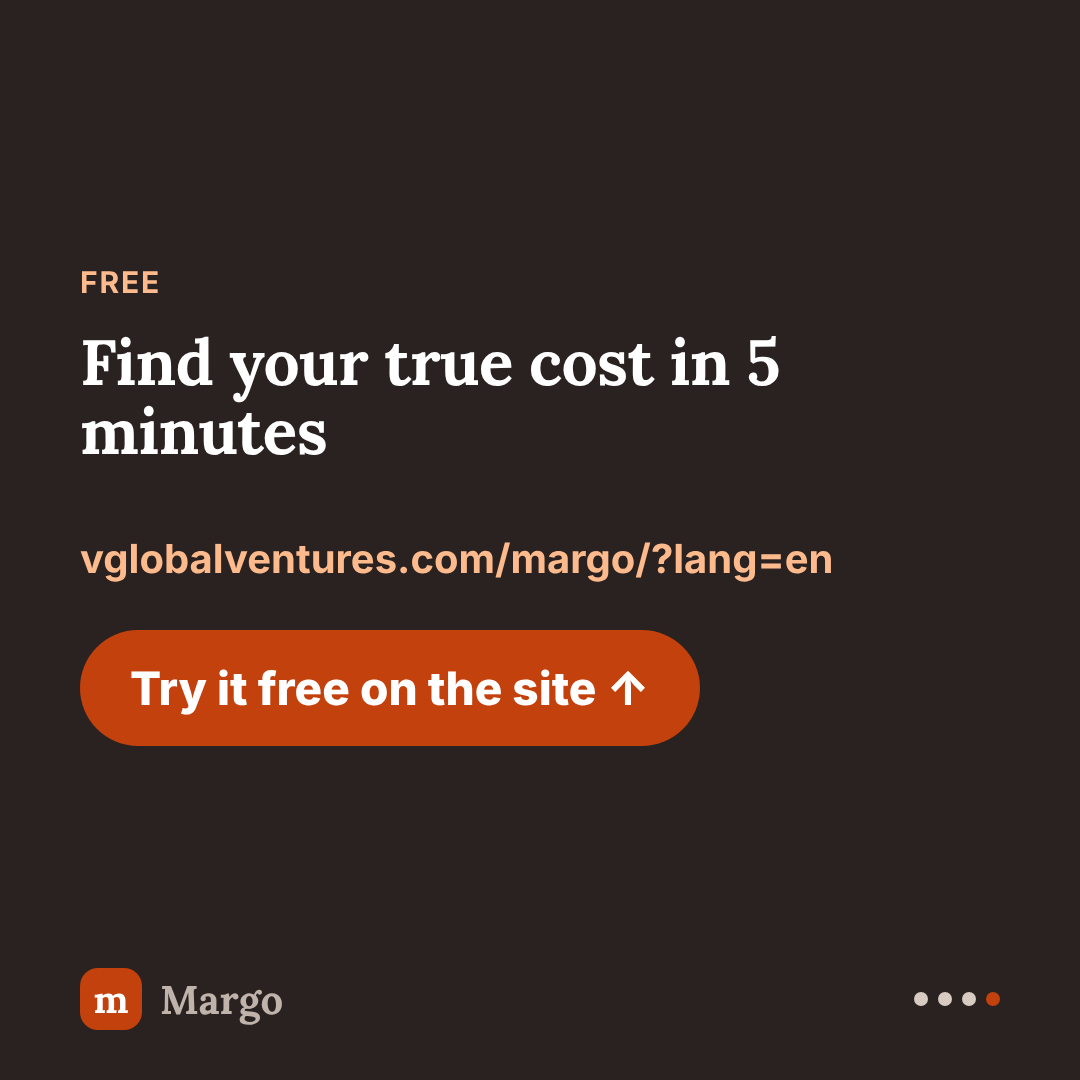 FREE
Find your true cost in 5
minutes
vglobalventures.com/margo/?lang=en
Try it free on the site ↑
m Margo